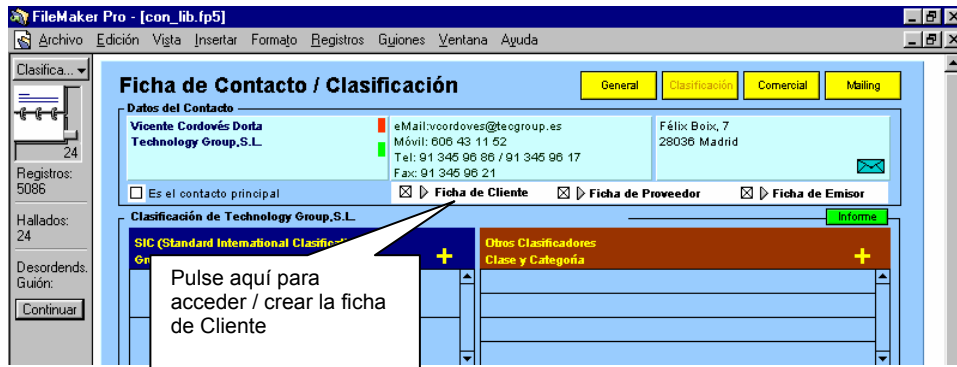 FileMaker Pro - [con_lib.fp5]
Archivo Edición Vista Insertar Formato Registros Guiones Ventana Ayuda
Clasifica...
24
Registros:
5086
Hallados:
24
Desordends.
Guión:
Continuar
Ficha de Contacto / Clasificación
General Clasificación Comercial Mailing
Datos del Contacto
Vicente Cordovés Dorta
Technology Group,S.L.
eMail:vcordoves@tecgroup.es
Móvil: 606 43 11 52
Tel: 91 345 96 86 / 91 345 96 17
Fax: 91 345 96 21
Félix Boix, 7
28036 Madrid
Es el contacto principal
Ficha de Cliente Ficha de Proveedor Ficha de Emisor
Clasificación de Technology Group,S.L.
Informe
SIC (Standard International
+
Otros Clasificadores
Clase y Categoría
+
Pulse aquí para
acceder / crear la ficha
de Cliente